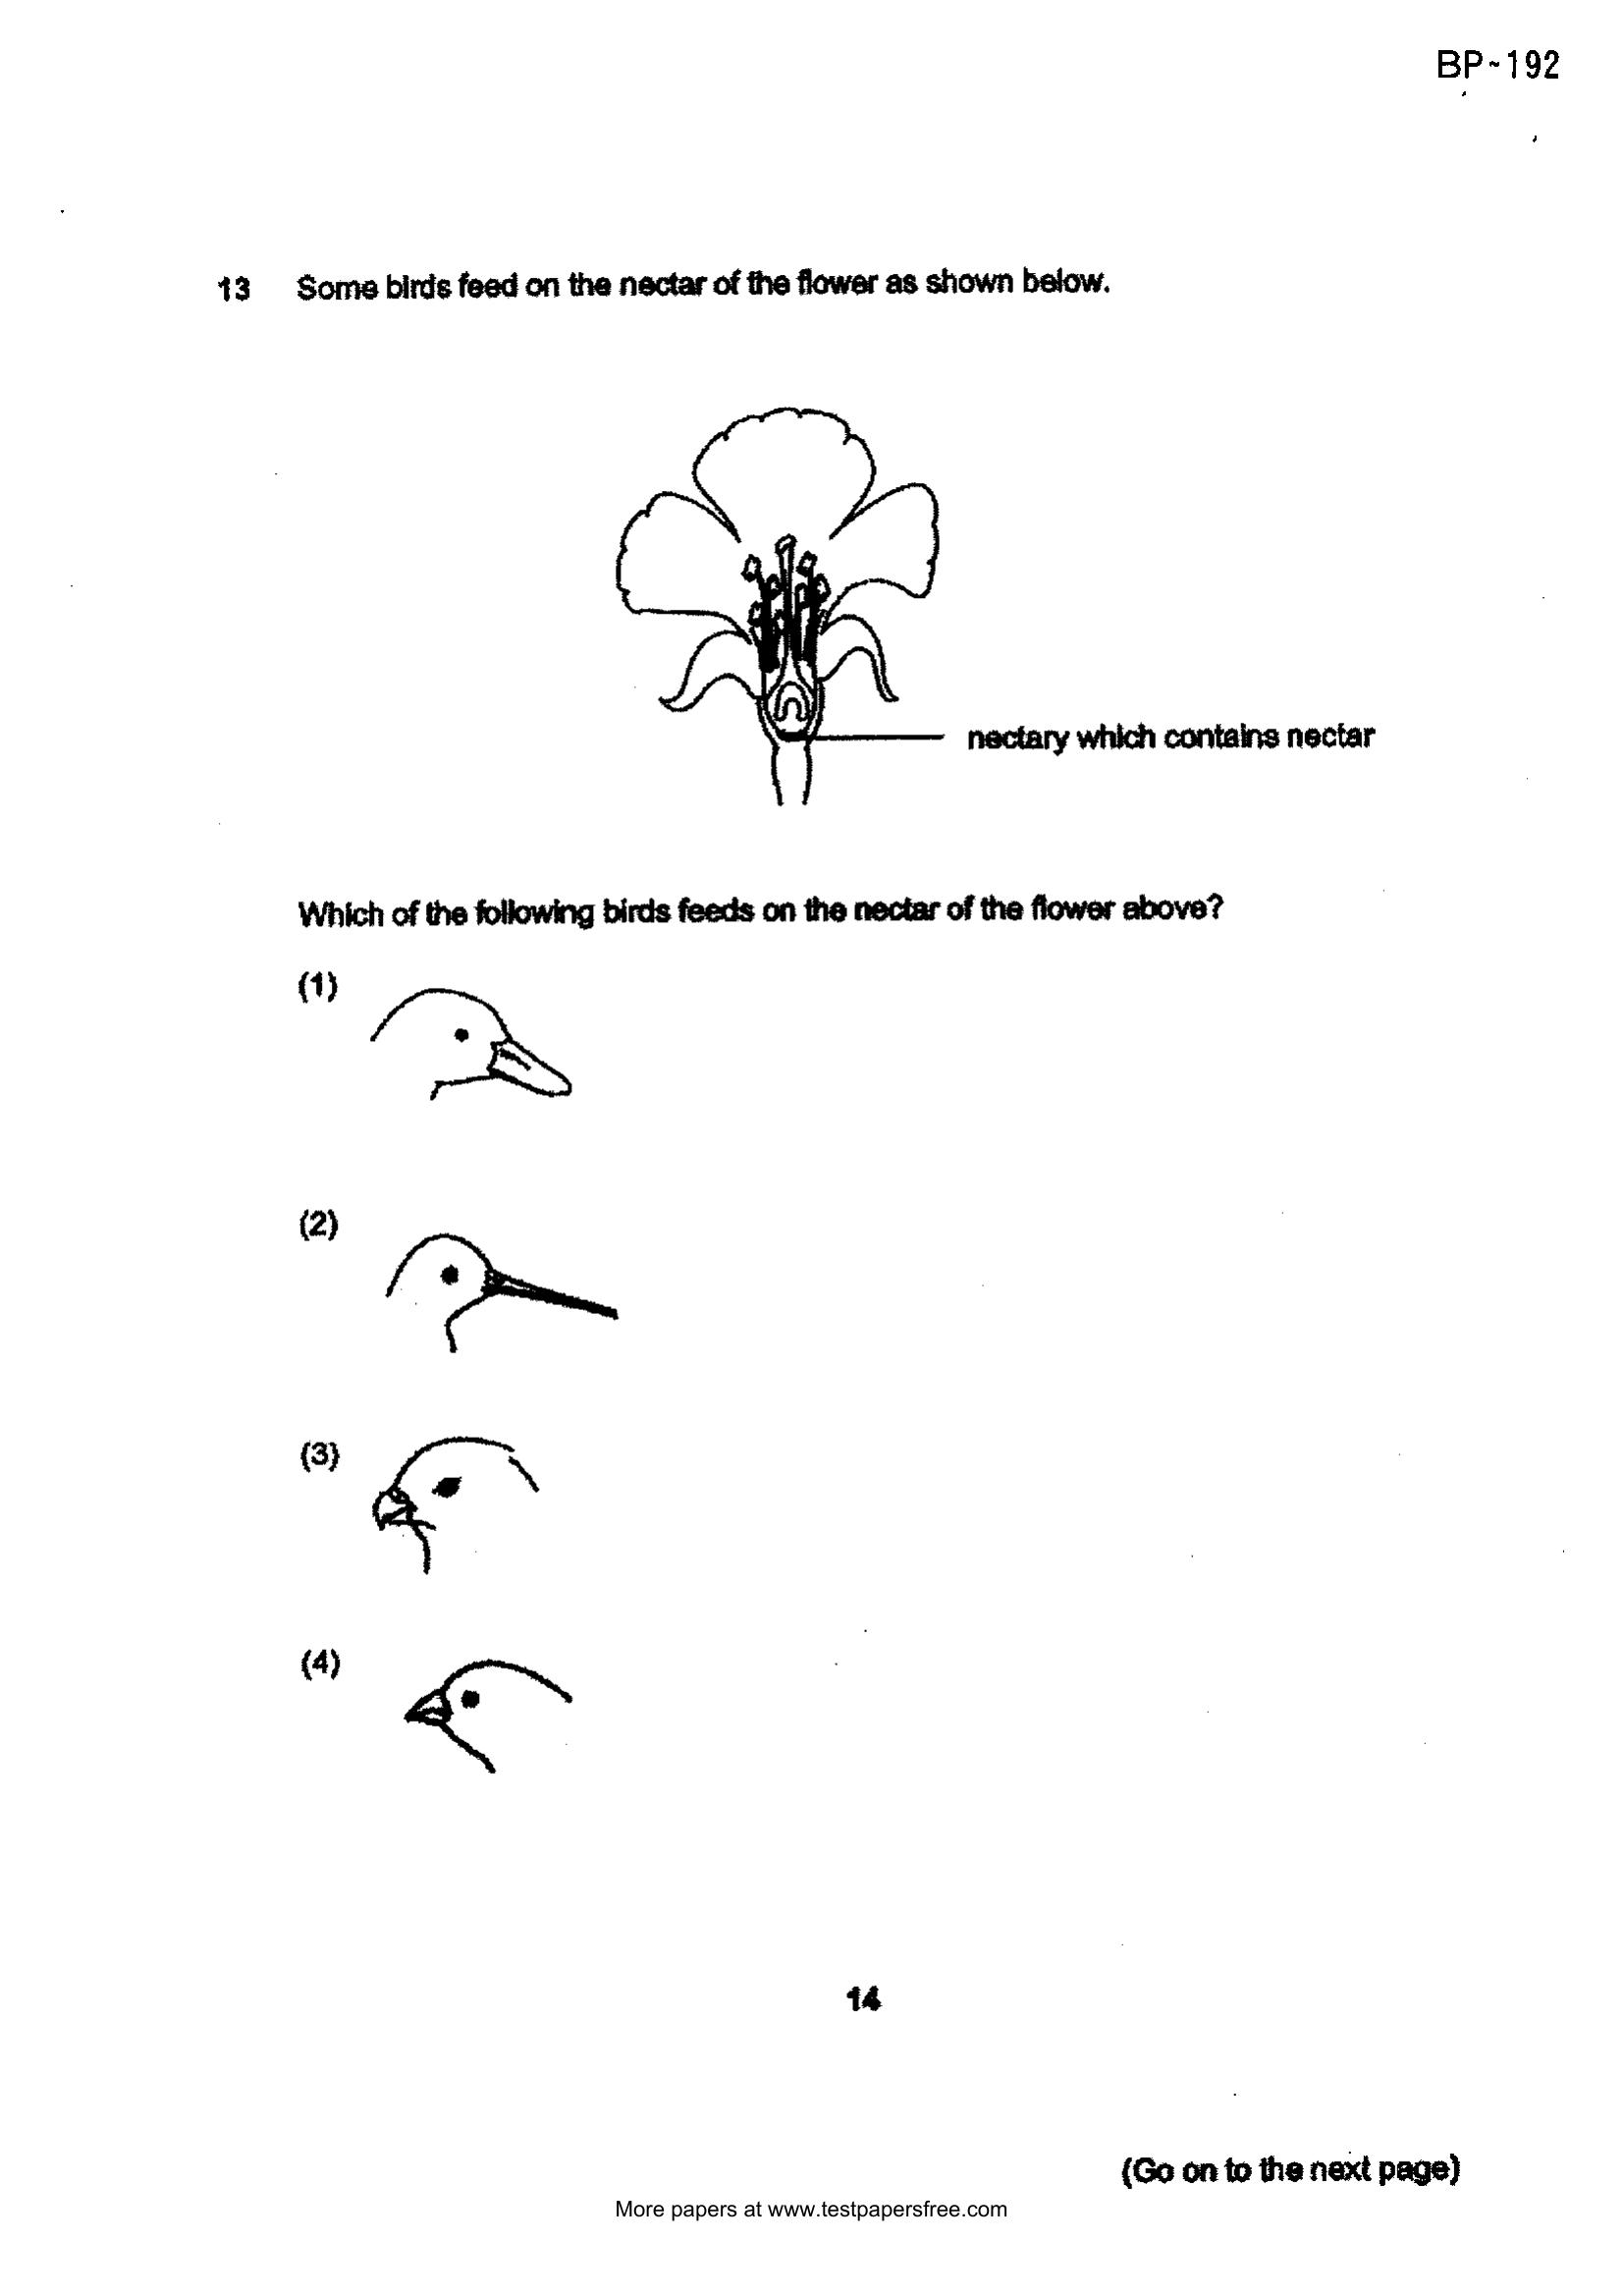 BP-192
13 Some birds feed on the nectar of the flower as shown below.
nectary which contains nectar
Which of the following birds feeds on the nectar of the flower above?
(1)
(2)
(3)
(4)
14
(Go on to the next page)
More papers at www.testpapersfree.com